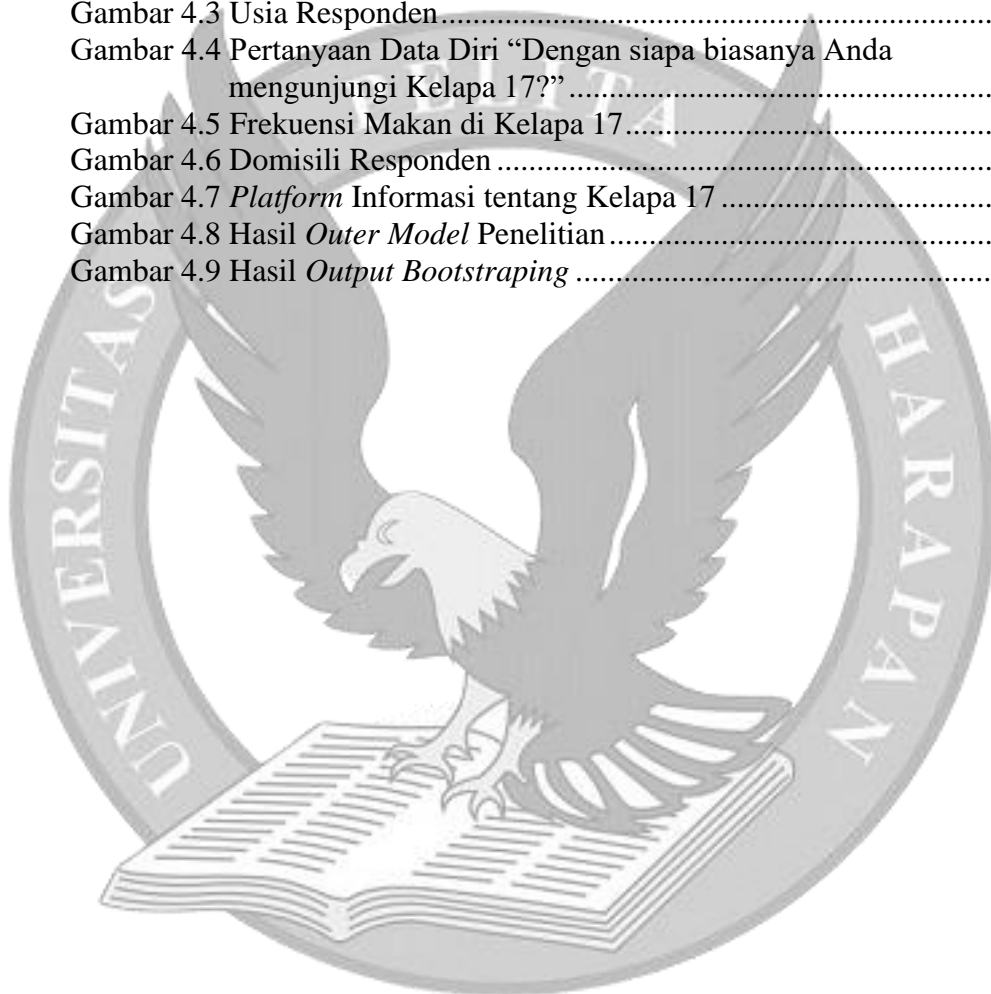 Gambar 4.3 Usia Responden........................................................................
Gambar 4.4 Pertanyaan Data Diri “Dengan siapa biasanya Anda
mengunjungi Kelapa 17?”.......................................................
Gambar 4.5 Frekuensi Makan di Kelapa 17................................................
Gambar 4.6 Domisili Responden.................................................................
Gambar 4.7 Platform Informasi tentang Kelapa 17....................................
Gambar 4.8 Hasil Outer Model Penelitian..................................................
Gambar 4.9 Hasil Output Bootstraping.......................................................
UNIVERSITAS PELITA HARAPAN